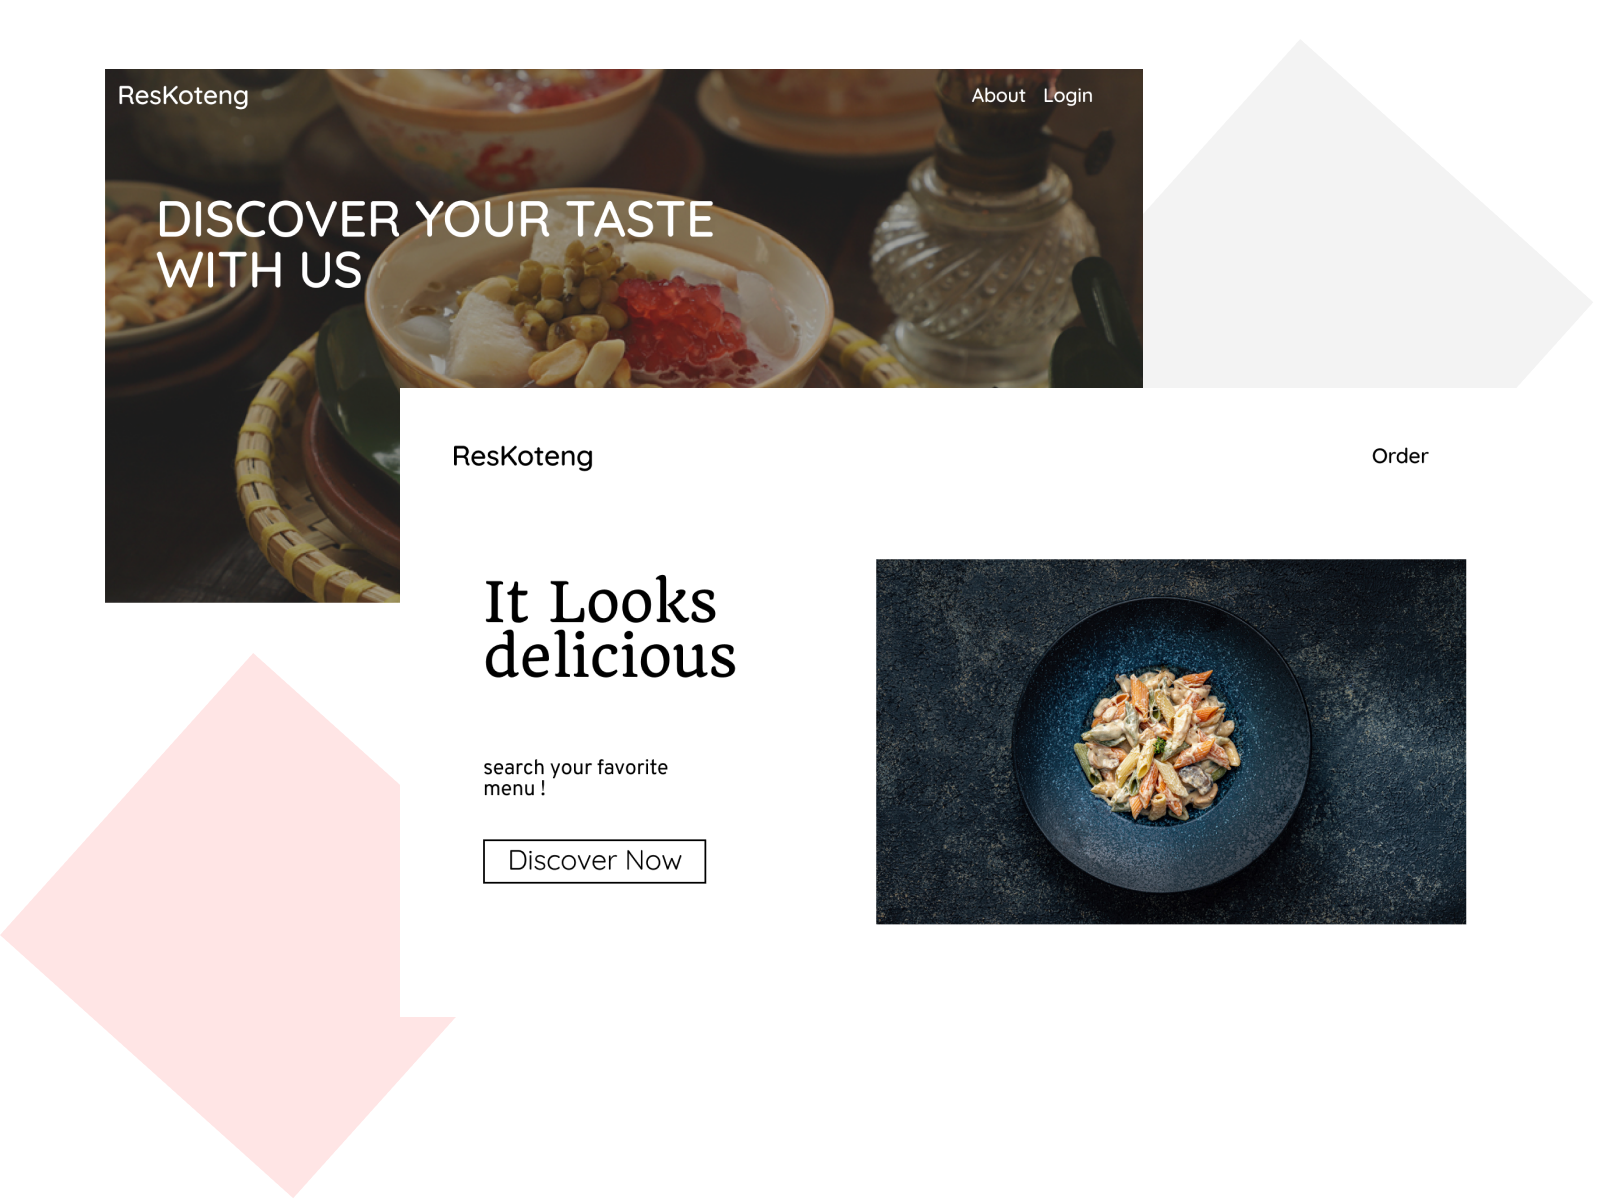 ResKoteng
About Login
DISCOVER YOUR TASTE
WITH US
ResKoteng
Order
It Looks
delicious
search your favorite
menu !
Discover Now